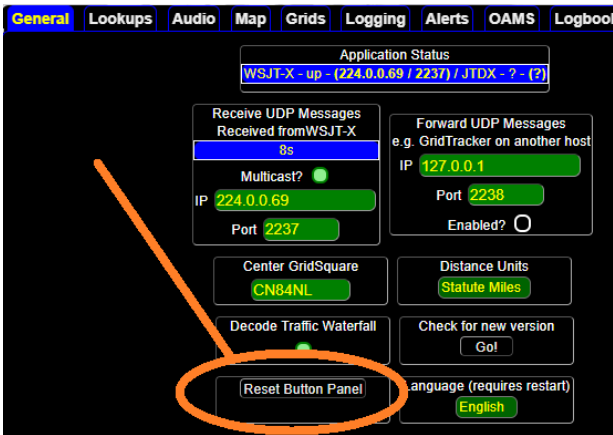 General Lookups Audio Map Grids Logging Alerts OAMS Logbook
Application Status
WSJT-X - up - (224.0.0.69 / 2237) / JTDX - ? - (?)
Receive UDP Messages
Received fromWSJT-X
8s
Multicast?
IP 224.0.0.69
Port 2237
Forward UDP Messages
e.g. GridTracker on another host
IP 127.0.0.1
Port 2238
Enabled?
Center GridSquare
CN84NL
Distance Units
Statute Miles
Decode Traffic Waterfall
Check for new version
Go!
Reset Button Panel
Language (requires restart)
English